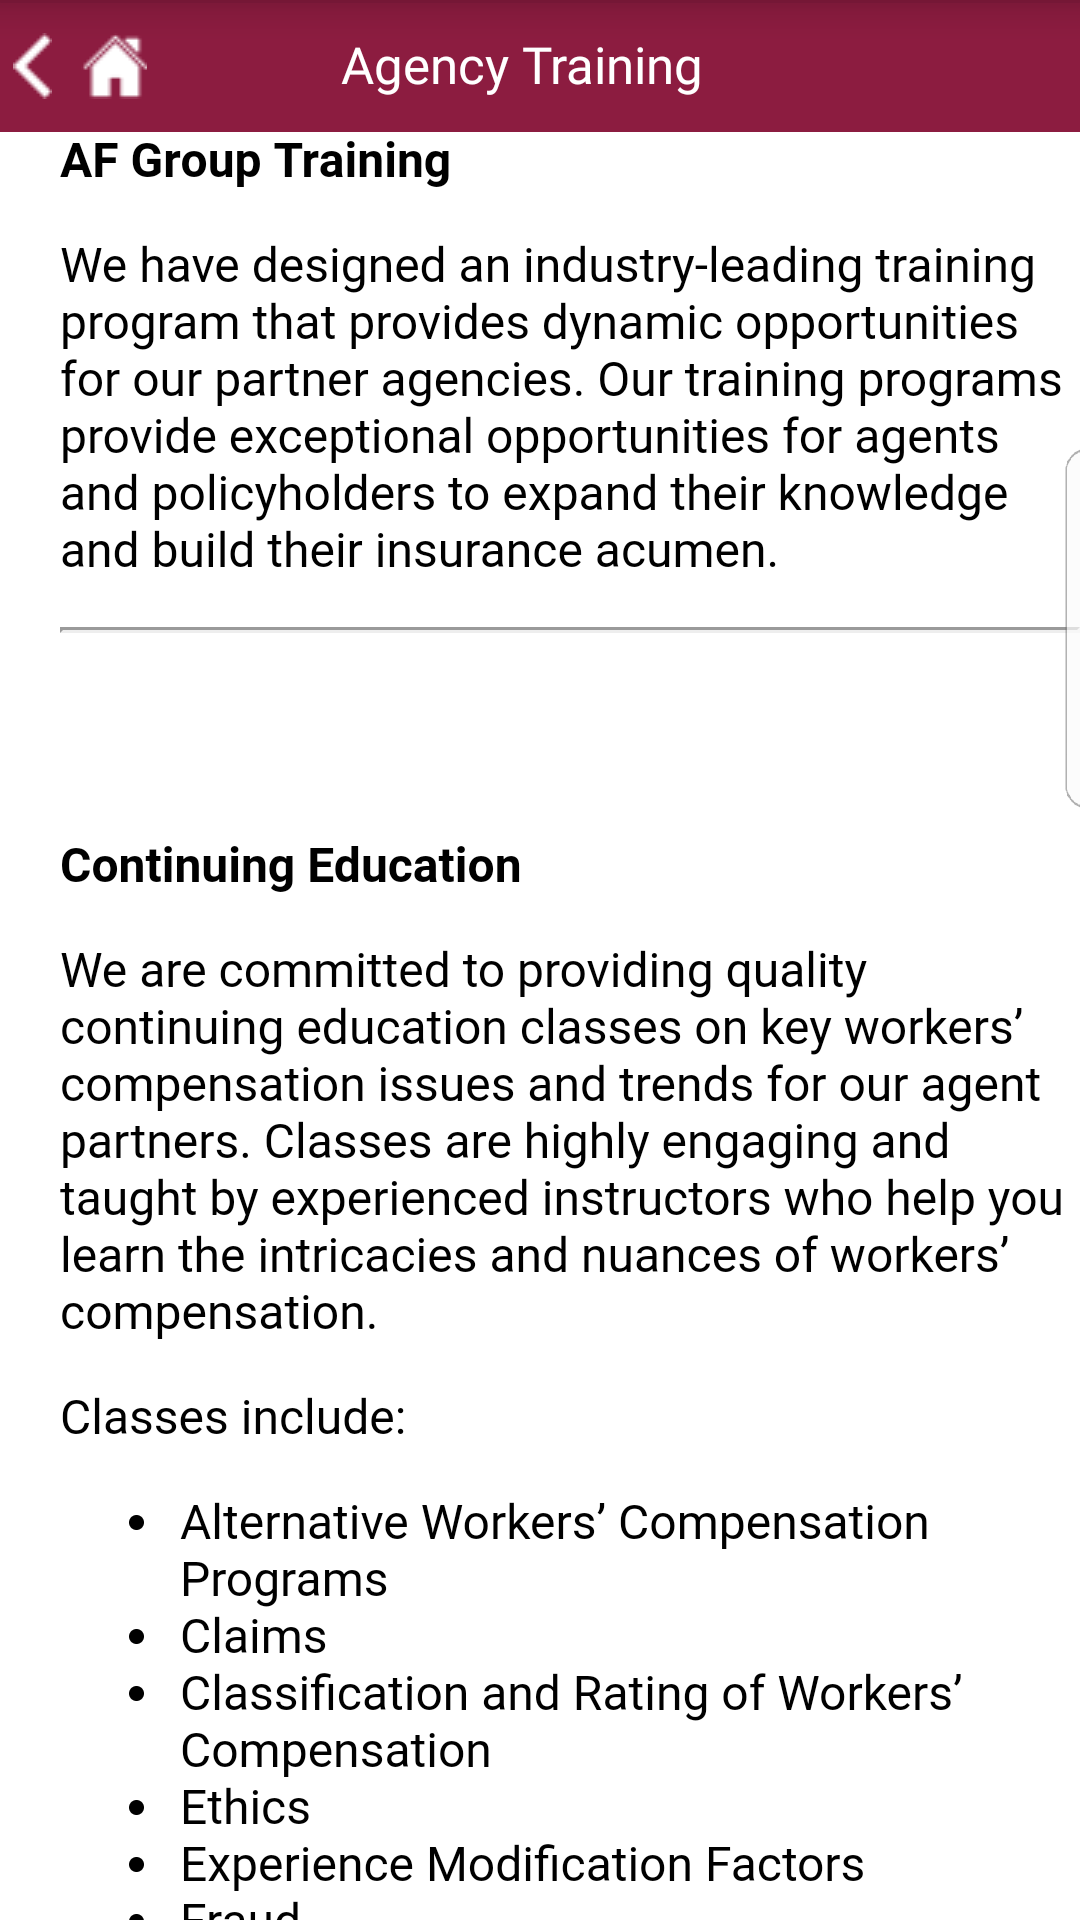 Agency Training
AF Group Training
We have designed an industry-leading training
program that provides dynamic opportunities
for our partner agencies. Our training programs
provide exceptional opportunities for agents
and policyholders to expand their knowledge
and build their insurance acumen.
Continuing Education
We are committed to providing quality
continuing education classes on key workers’
compensation issues and trends for our agent
partners. Classes are highly engaging and
taught by experienced instructors who help you
learn the intricacies and nuances of workers’
compensation.
Classes include:
• Alternative Workers’ Compensation
Programs
• Claims
• Classification and Rating of Workers’
Compensation
• Ethics
• Experience Modification Factors
• Fraud